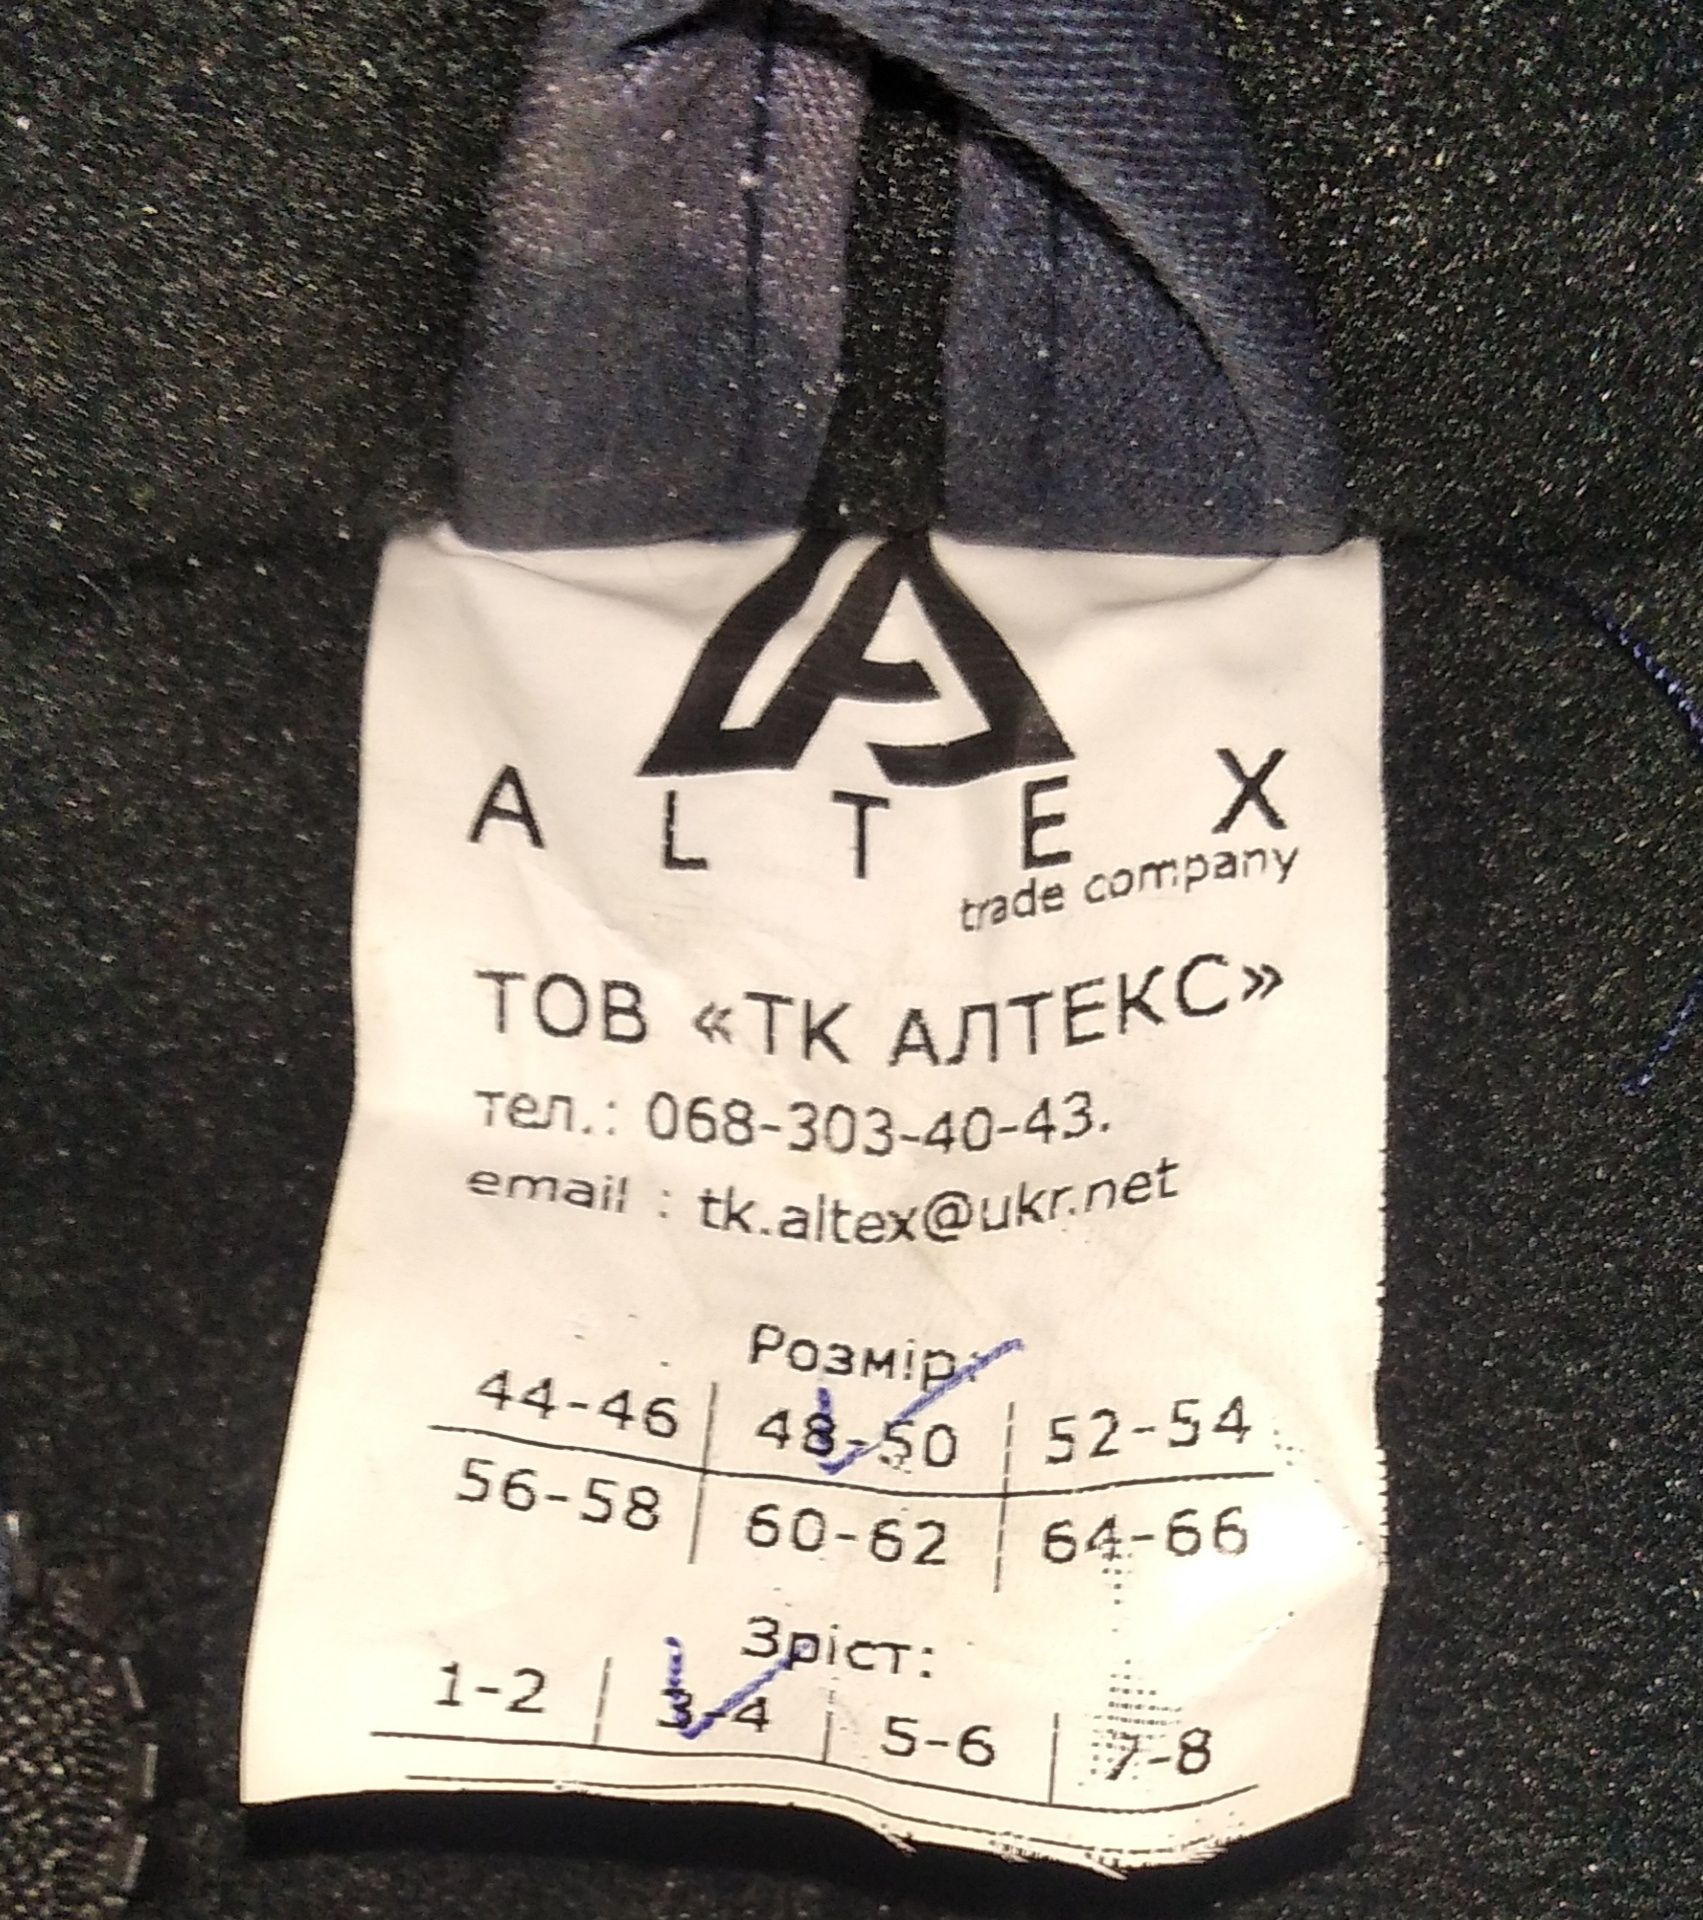 ALTEX
trade company
ТОВ «ТК АЛТЕКС»
тел.: 068-303-40-43.
email : tk.altex@ukr.net
Розмір:
44-46 48-50 52-54
56-58 60-62 64-66
Зріст:
1-2 3-4 5-6 7-8